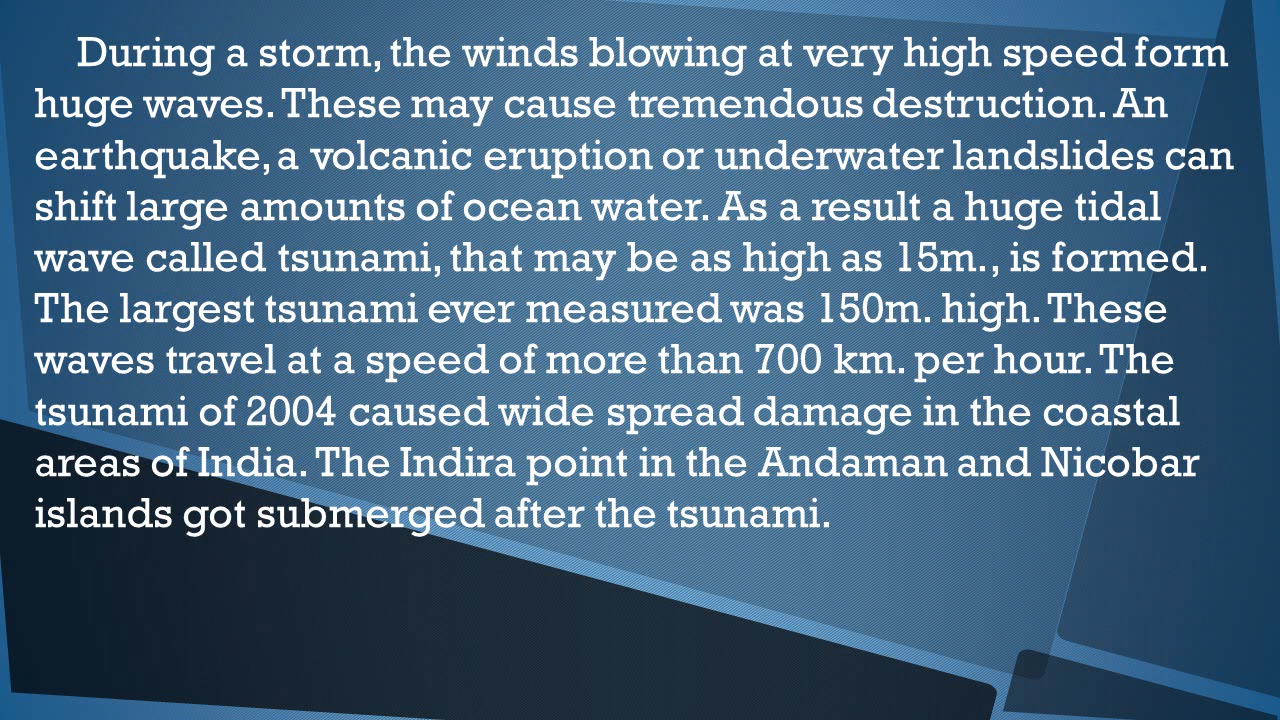 During a storm, the winds blowing at very high speed form
huge waves. These may cause tremendous destruction. An
earthquake, a volcanic eruption or underwater landslides can
shift large amounts of ocean water. As a result a huge tidal
wave called tsunami, that may be as high as 15m., is formed.
The largest tsunami ever measured was 150m. high. These
waves travel at a speed of more than 700 km. per hour. The
tsunami of 2004 caused wide spread damage in the coastal
areas of India. The Indira point in the Andaman and Nicobar
islands got submerged after the tsunami.